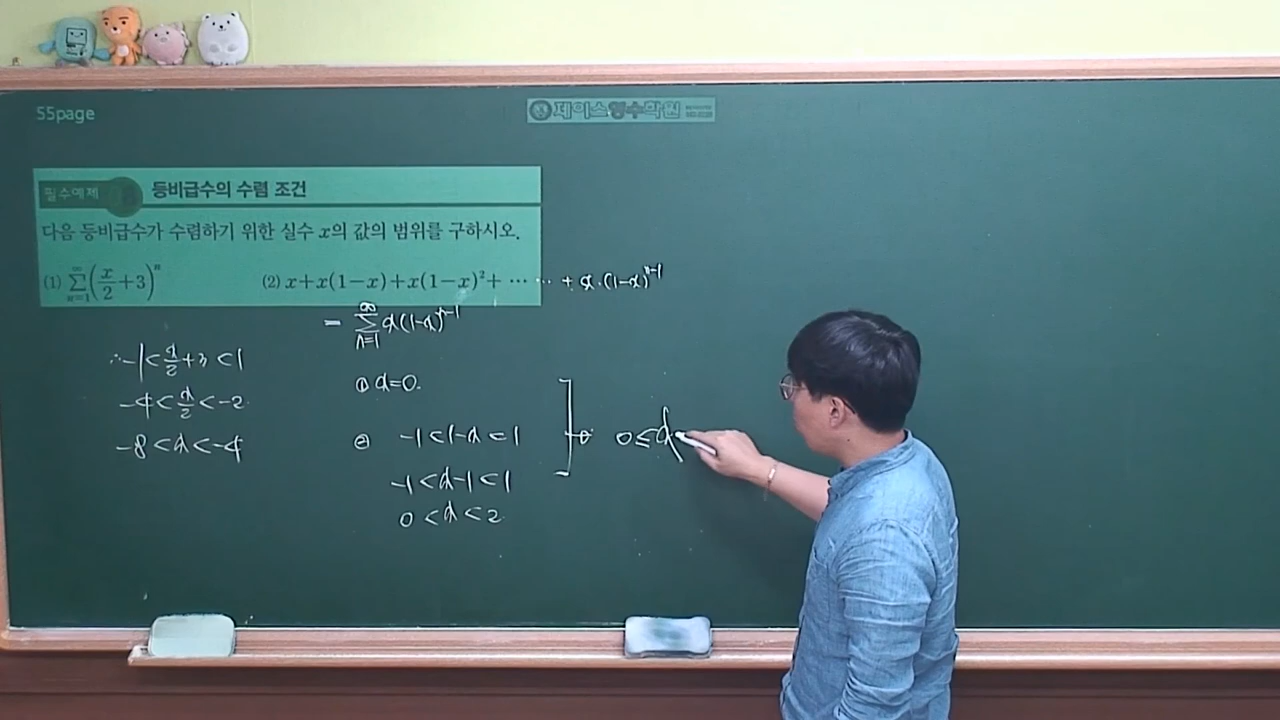 55page
제이스영수학원
필수예제
등비급수의 수렴 조건
다음 등비급수가 수렴하기 위한 실수 x의 값의 범위를 구하시오.
(1) ∑_{n=1}^{∞} (x/2+3)^n
(2) x+x(1−x)+x(1−x)²+ ⋯ ⋯ + x·(1−x)^{n−1}
= ∑_{n=1}^{∞} x(1−x)^{n−1}
∴ −1 < x/2 + 3 < 1
−4 < x/2 < −2
−8 < x < −4
① x=0.
② −1 < 1−x < 1
−1 < x−1 < 1
0 < x < 2
0 ≤ x